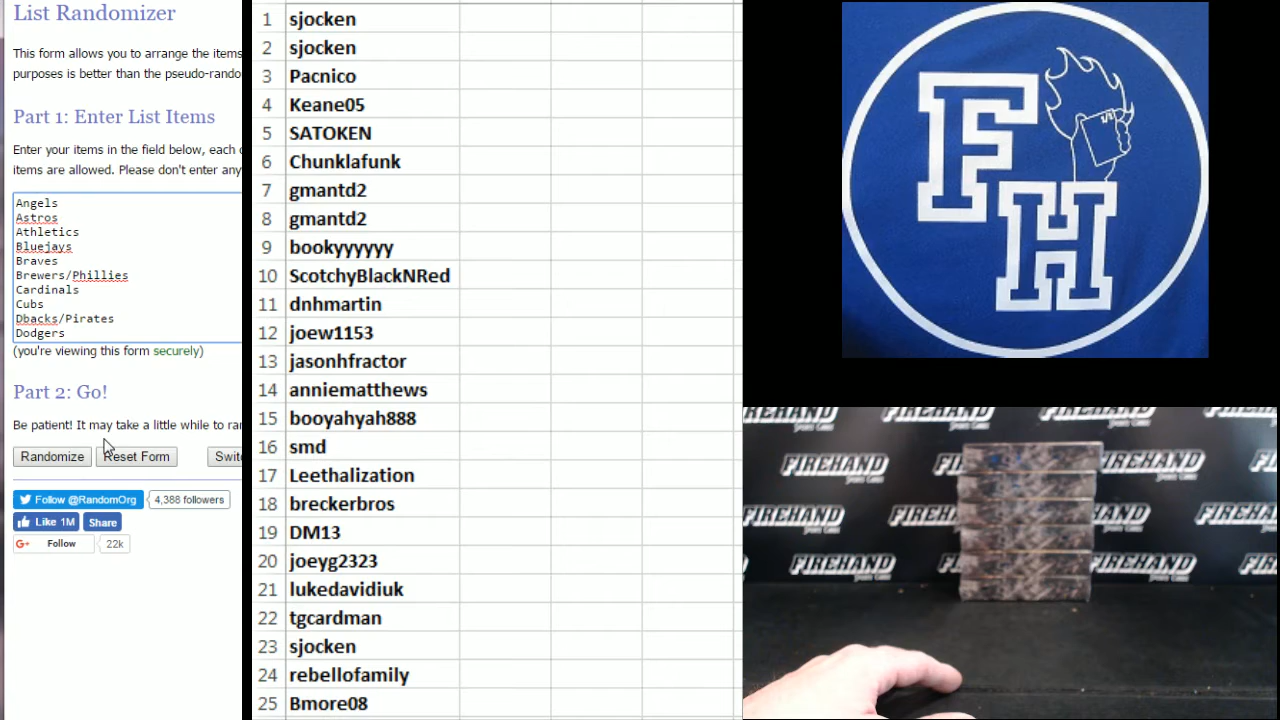 List Randomizer
This form allows you to arrange the items
purposes is better than the pseudo-rando
Part 1: Enter List Items
Enter your items in the field below, each
items are allowed. Please don't enter any
Angels
Astros
Athletics
Bluejays
Braves
Brewers/Phillies
Cardinals
Cubs
Dbacks/Pirates
Dodgers
(you're viewing this form securely)
Part 2: Go!
Be patient! It may take a little while to ra
Randomize
Reset Form
Switc
Follow @RandomOrg
4,388 followers
Like 1M
Share
Follow
22k
1 sjocken
2 sjocken
3 Pacnico
4 Keane05
5 SATOKEN
6 Chunklafunk
7 gmantd2
8 gmantd2
9 bookyyyyyy
10 ScotchyBlackNRed
11 dnhmartin
12 joew1153
13 jasonhfractor
14 anniematthews
15 booyahyah888
16 smd
17 Leethalization
18 breckerbros
19 DM13
20 joeyg2323
21 lukedavidiuk
22 tgcardman
23 sjocken
24 rebellofamily
25 Bmore08
F
H
FIREHAND
FIREHAND
FIREHAND
FIREHAND